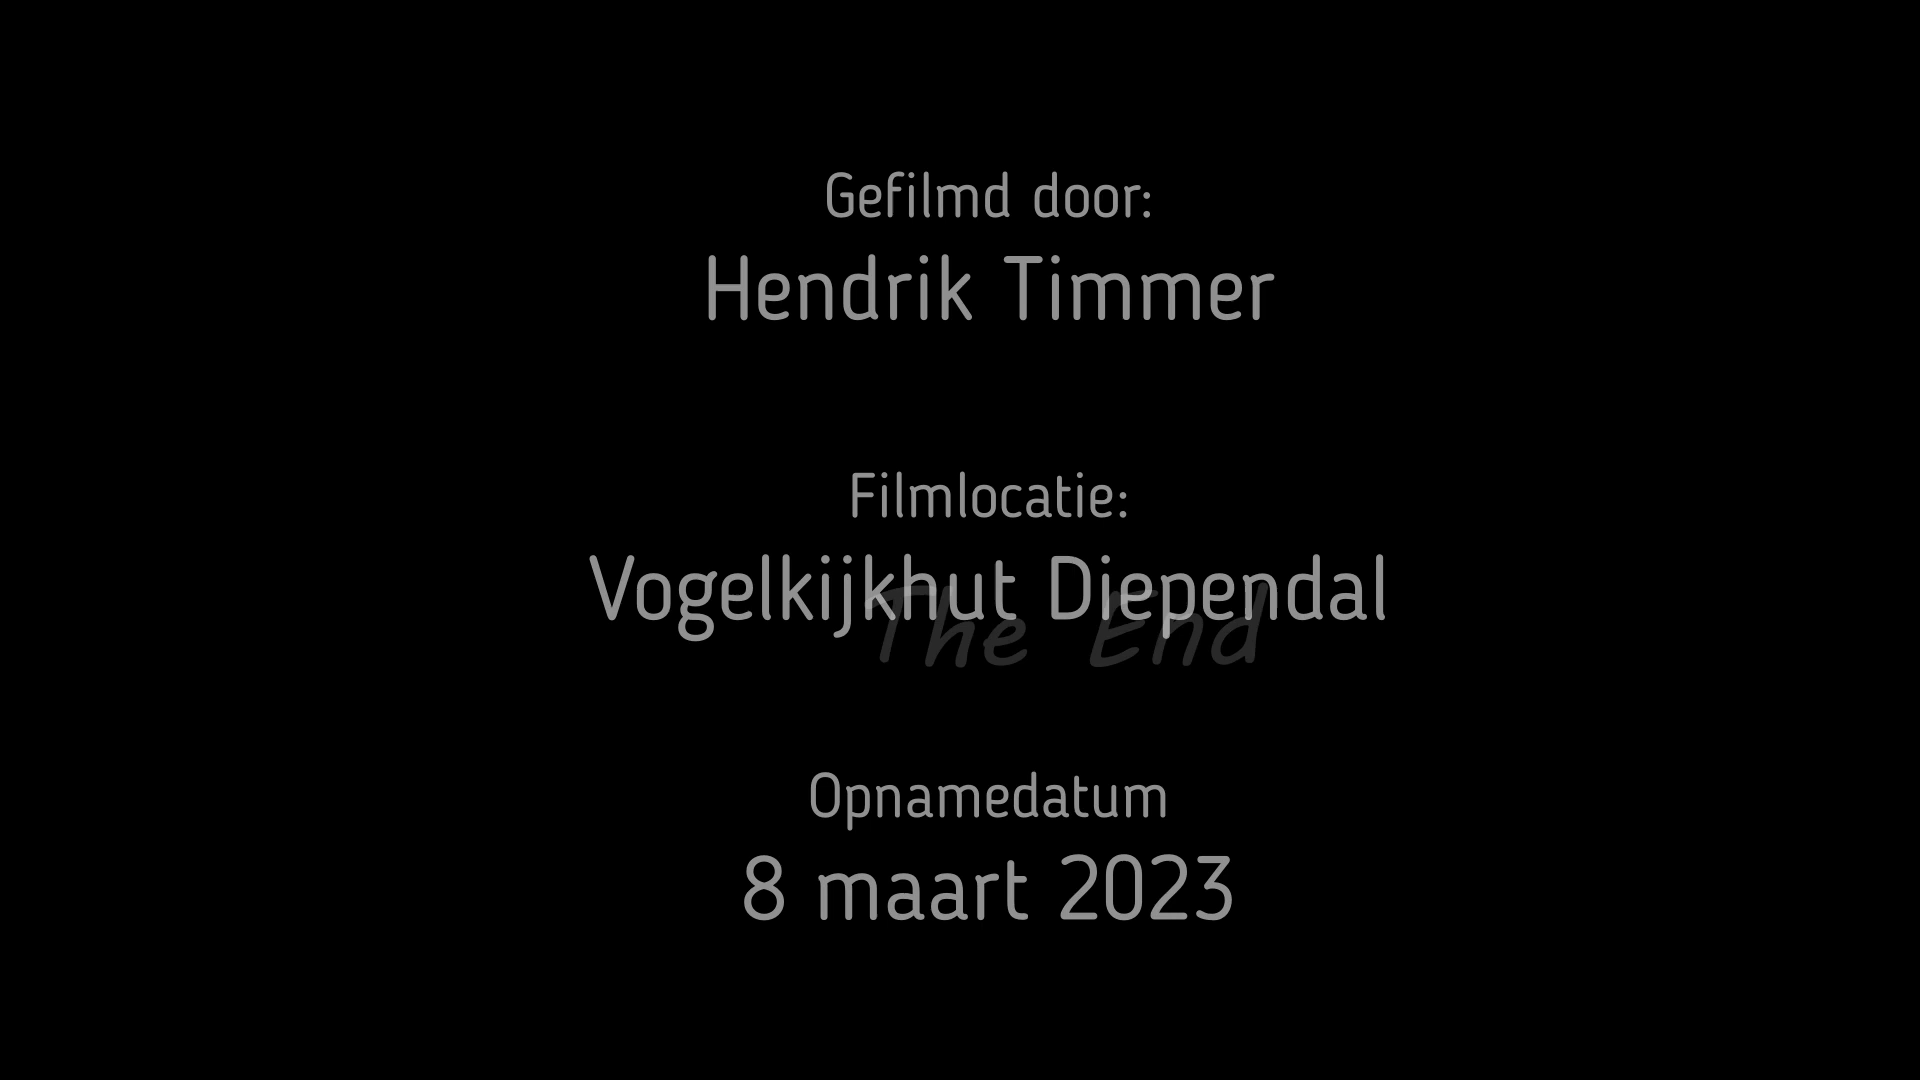 Gefilmd door:
Hendrik Timmer
Filmlocatie:
Vogelkijkhut Diependal
The End
Opnamedatum
8 maart 2023